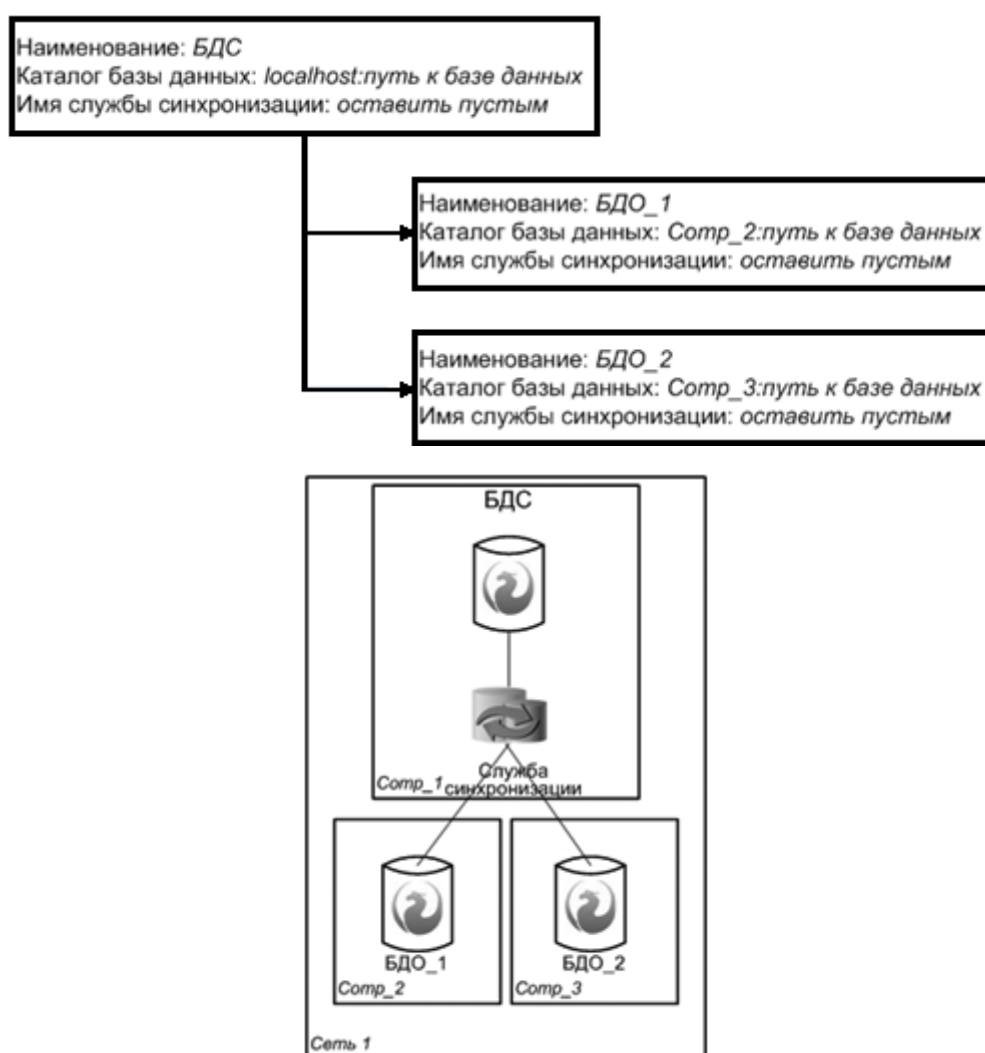 Наименование: БДС
Каталог базы данных: localhost:путь к базе данных
Имя службы синхронизации: оставить пустым
Наименование: БДО_1
Каталог базы данных: Comp_2:путь к базе данных
Имя службы синхронизации: оставить пустым
Наименование: БДО_2
Каталог базы данных: Comp_3:путь к базе данных
Имя службы синхронизации: оставить пустым
БДС
Служба
Comp_1 синхронизации
БДО_1
Comp_2
БДО_2
Comp_3
Сеть 1